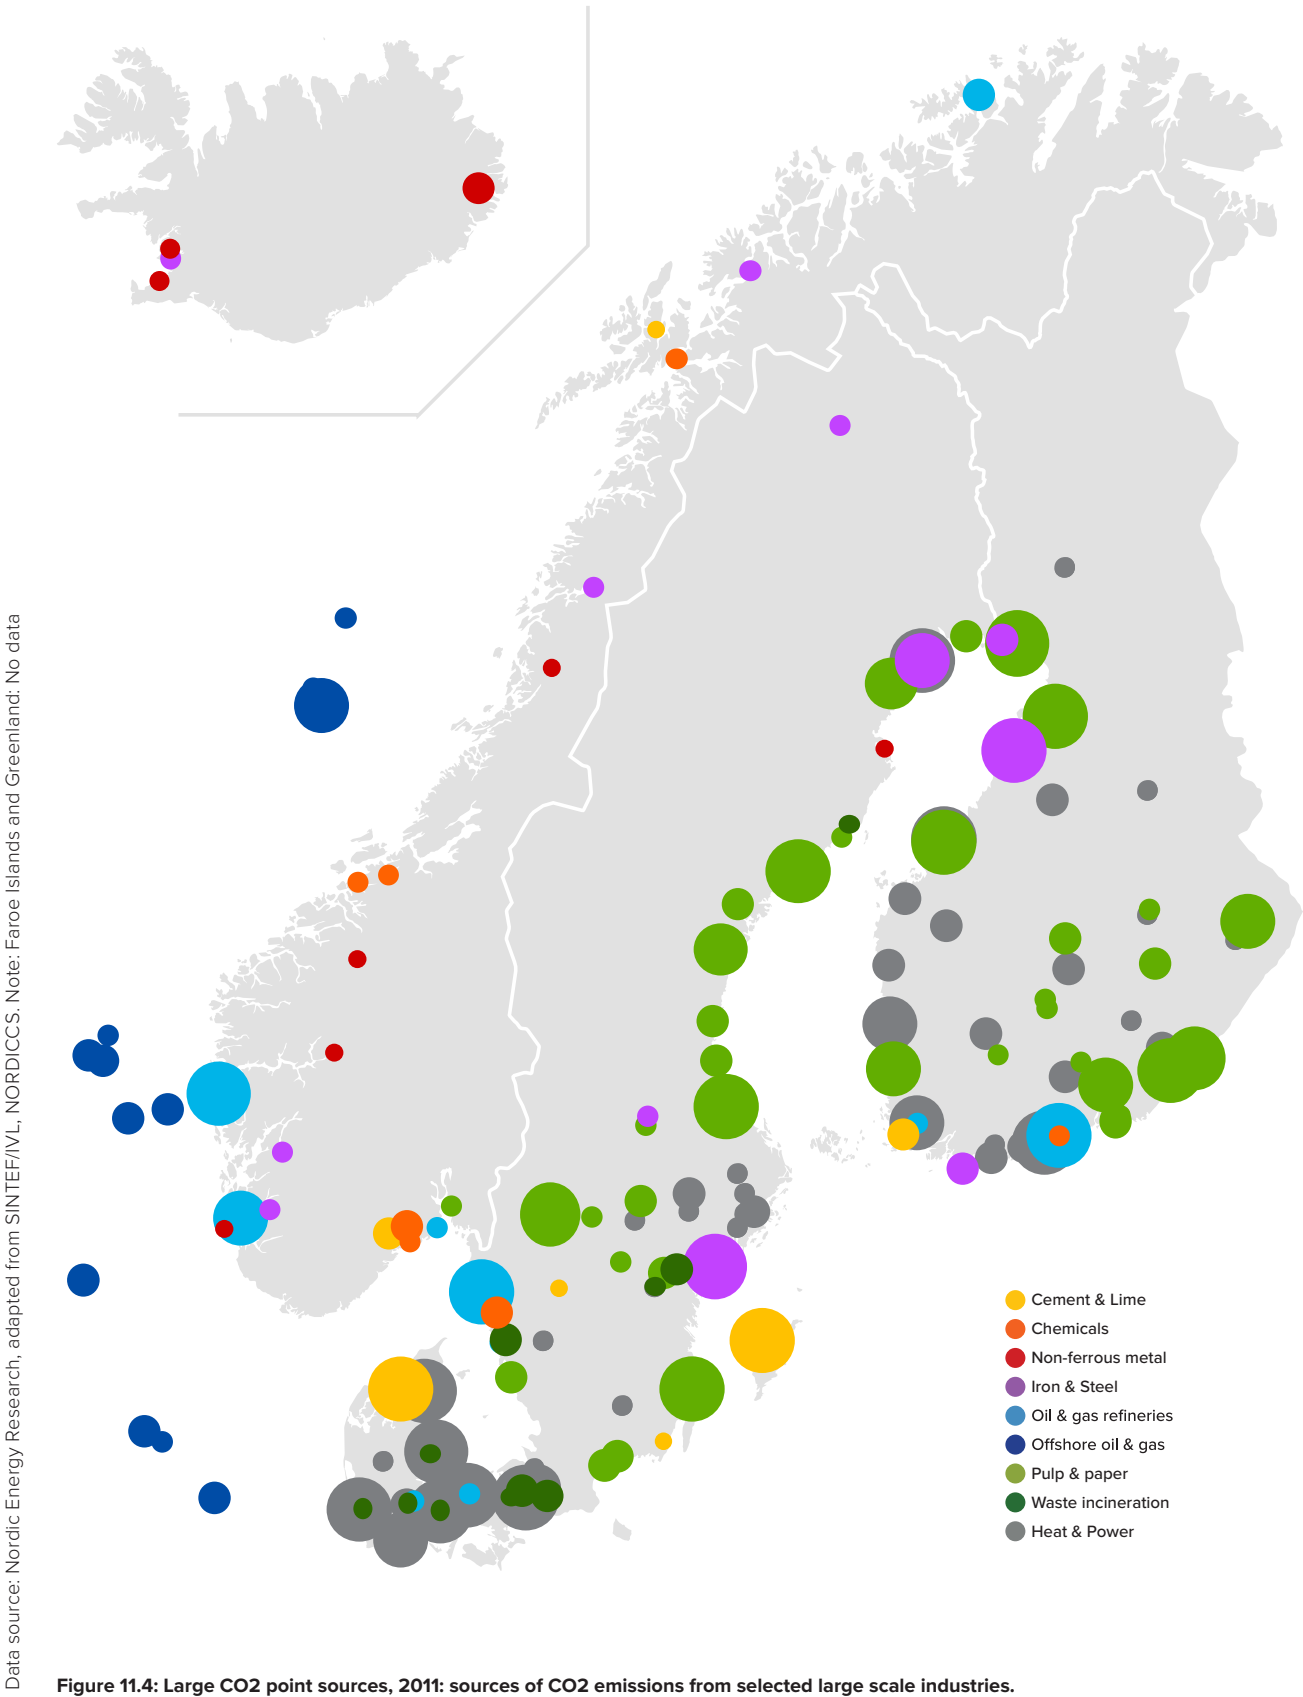 Data source: Nordic Energy Research, adapted from SINTEF/IVL, NORDICCS. Note: Faroe Islands and Greenland: No data
Cement & Lime
Chemicals
Non-ferrous metal
Iron & Steel
Oil & gas refineries
Offshore oil & gas
Pulp & paper
Waste incineration
Heat & Power
Figure 11.4: Large CO2 point sources, 2011: sources of CO2 emissions from selected large scale industries.